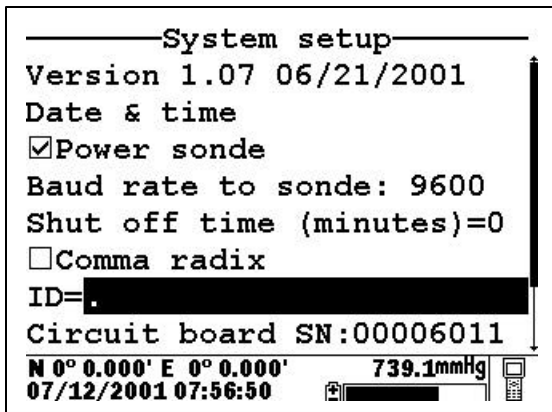 System setup
Version 1.07 06/21/2001
Date & time
☑Power sonde
Baud rate to sonde: 9600
Shut off time (minutes)=0
☐Comma radix
ID=.
Circuit board SN:00006011
N 0° 0.000' E 0° 0.000' 739.1mmHg
07/12/2001 07:56:50